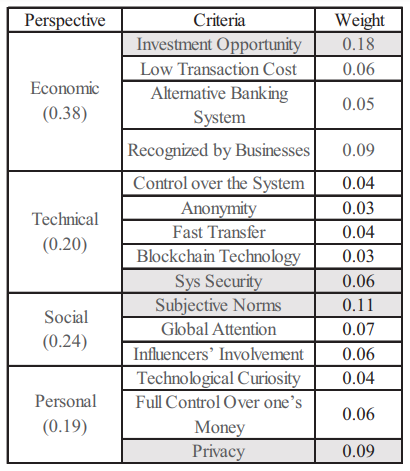 Perspective Criteria Weight
Economic
(0.38)
Investment Opportunity 0.18
Low Transaction Cost 0.06
Alternative Banking
System 0.05
Recognized by Businesses 0.09
Technical
(0.20)
Control over the System 0.04
Anonymity 0.03
Fast Transfer 0.04
Blockchain Technology 0.03
Sys Security 0.06
Social
(0.24)
Subjective Norms 0.11
Global Attention 0.07
Influencers’ Involvement 0.06
Personal
(0.19)
Technological Curiosity 0.04
Full Control Over one’s
Money 0.06
Privacy 0.09